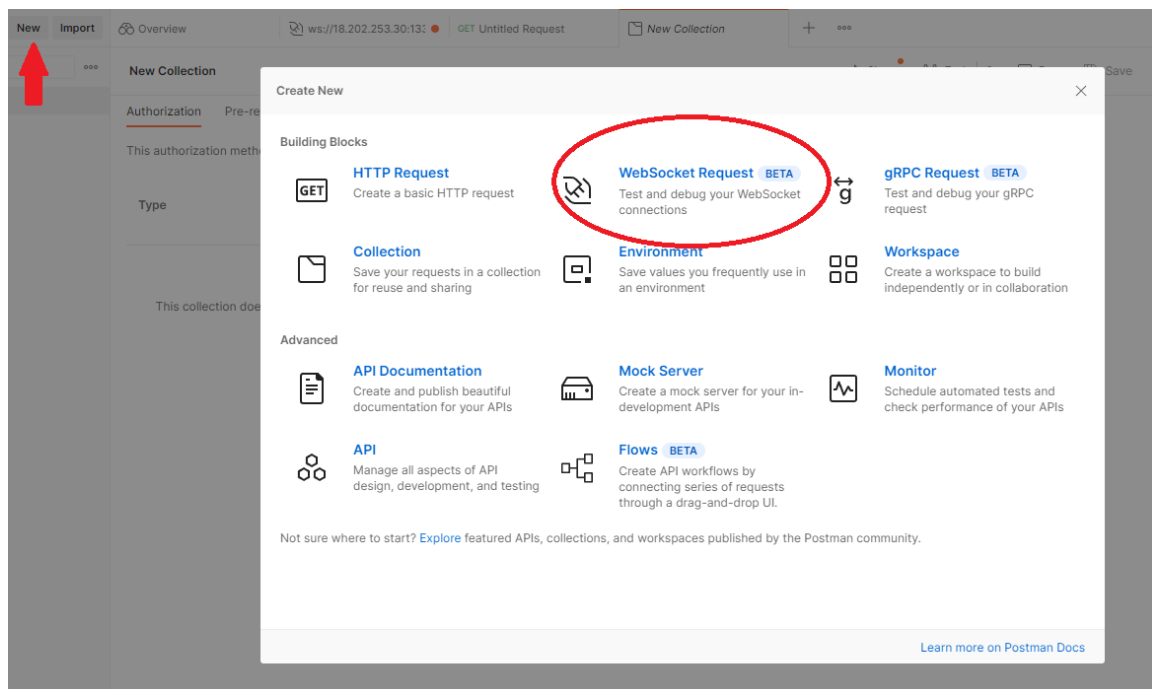 New Import Overview ws://18.202.253.30:133 GET Untitled Request New Collection
New Collection Save
Create New
Authorization Pre-re
Building Blocks
This authorization meth
HTTP Request
Create a basic HTTP request
WebSocket Request BETA
Test and debug your WebSocket
connections
gRPC Request BETA
Test and debug your gRPC
request
GET
g
Type
Collection
Save your requests in a collection
for reuse and sharing
Environment
Save values you frequently use in
an environment
Workspace
Create a workspace to build
independently or in collaboration
This collection doe
Advanced
API Documentation
Create and publish beautiful
documentation for your APIs
Mock Server
Create a mock server for your in-
development APIs
Monitor
Schedule automated tests and
check performance of your APIs
API
Manage all aspects of API
design, development, and testing
Flows BETA
Create API workflows by
connecting series of requests
through a drag-and-drop UI.
Not sure where to start? Explore featured APIs, collections, and workspaces published by the Postman community.
Learn more on Postman Docs